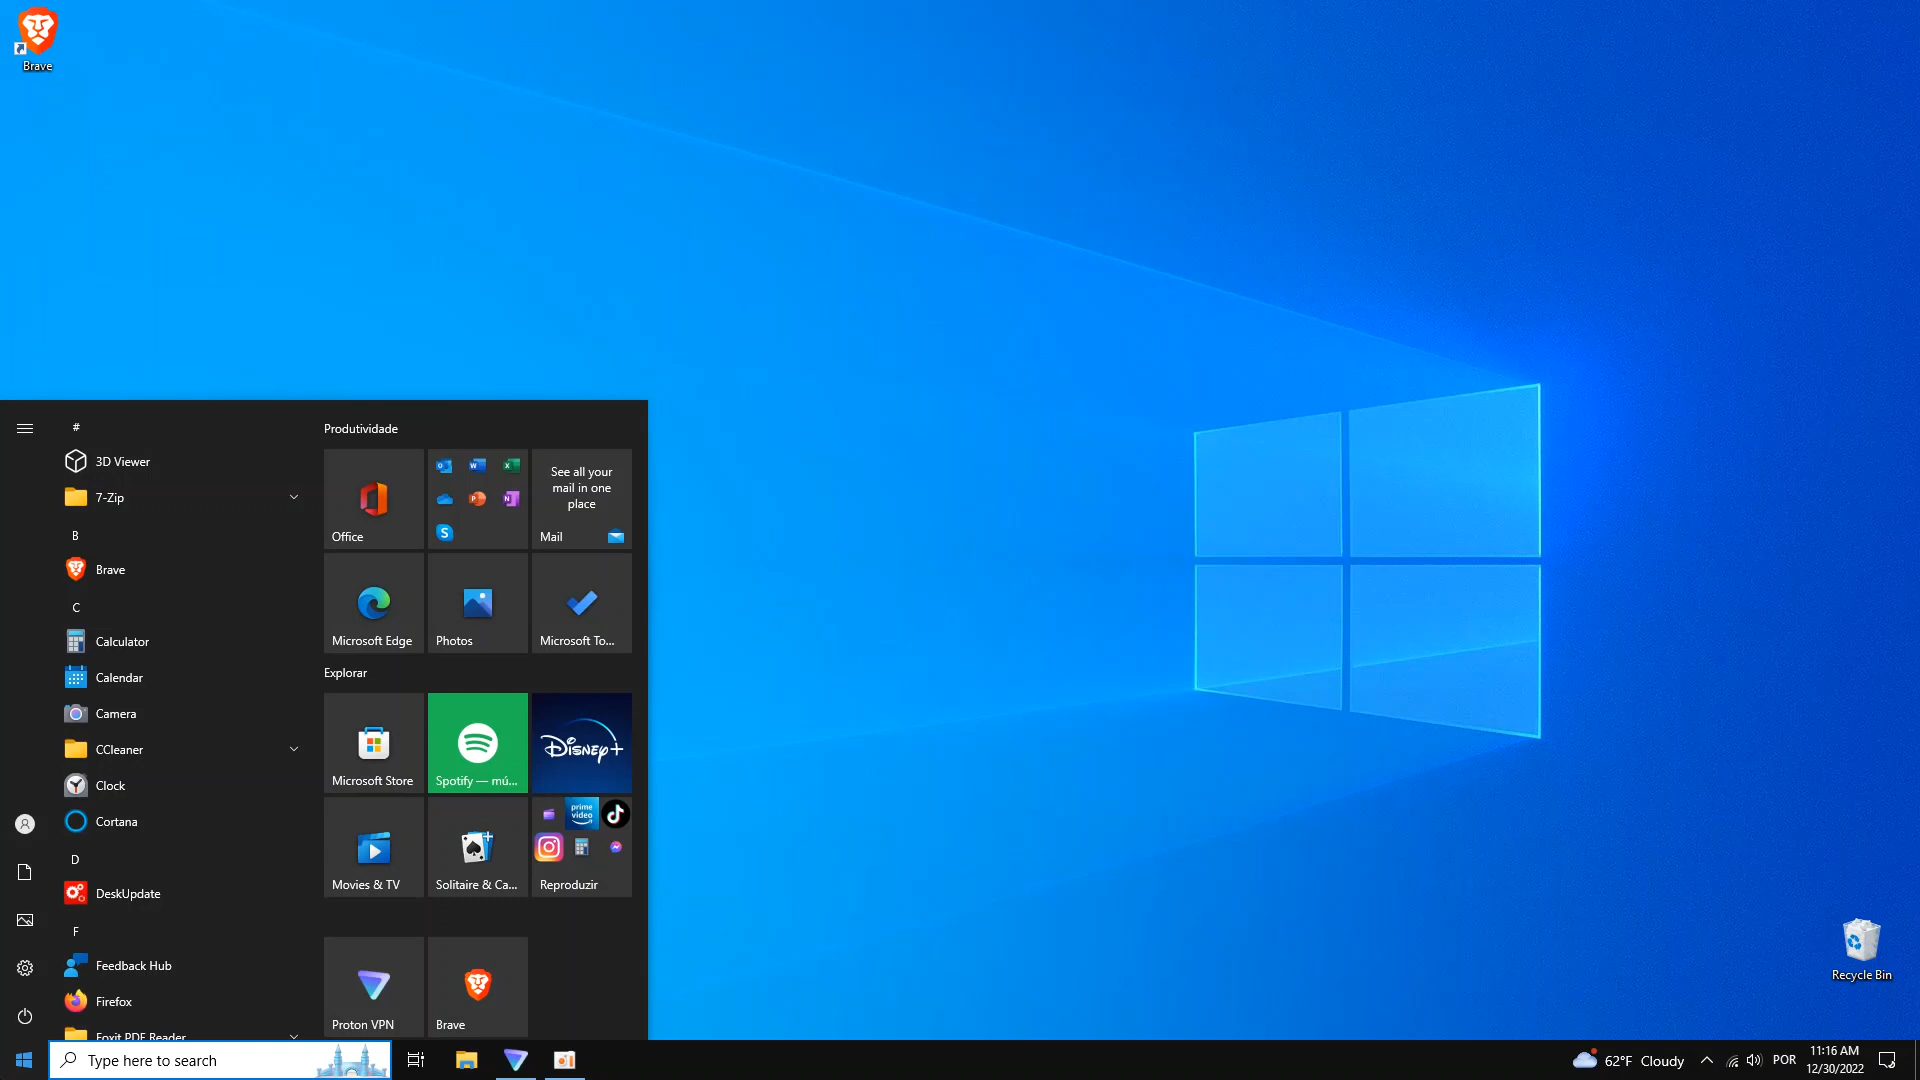 Brave
#
3D Viewer
7-Zip
B
Brave
C
Calculator
Calendar
Camera
CCleaner
Clock
Cortana
D
DeskUpdate
F
Feedback Hub
Firefox
Foxit PDF Reader
Produtividade
Office
See all your
mail in one
place
Mail
Microsoft Edge
Photos
Microsoft To...
Explorar
Microsoft Store
Spotify — mú...
Disney+
Movies & TV
Solitaire & Ca...
prime
video
Reproduzir
Proton VPN
Brave
Recycle Bin
Type here to search
62°F Cloudy
POR
11:16 AM
12/30/2022